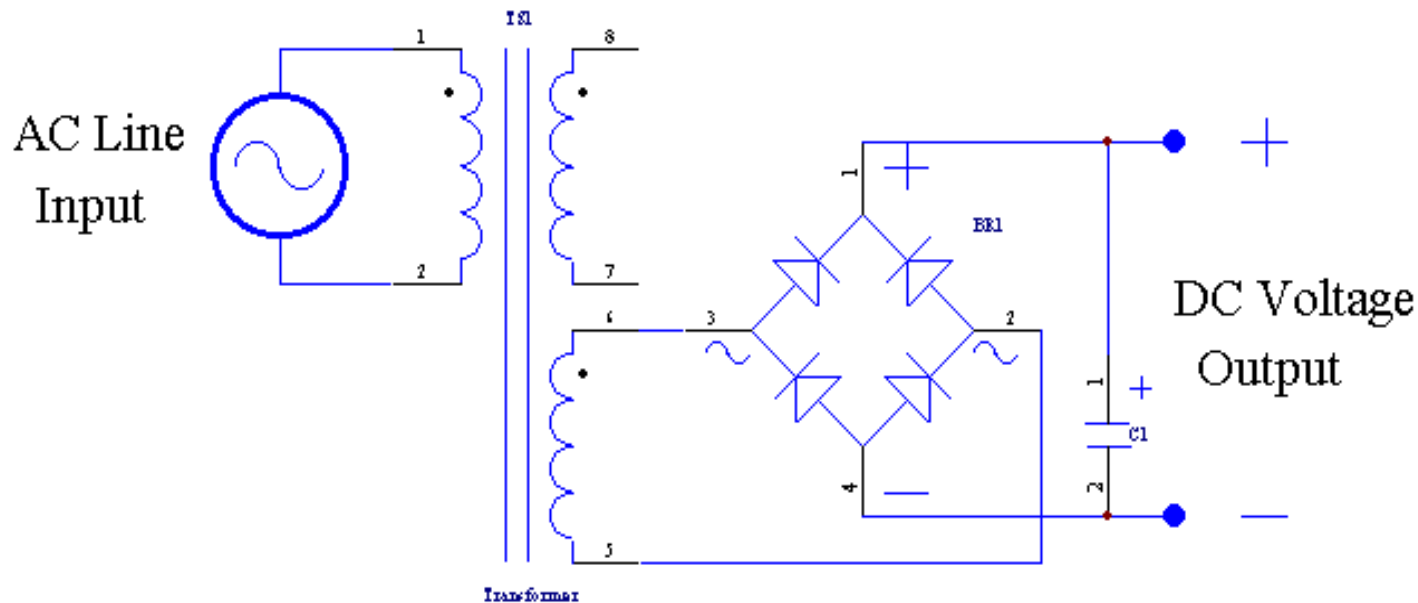 TS1
1
8
AC Line
Input
2
7
6
5
Transformer
1
+
BR1
3
2
4
—
+
DC Voltage
Output
1
+
C1
2
—